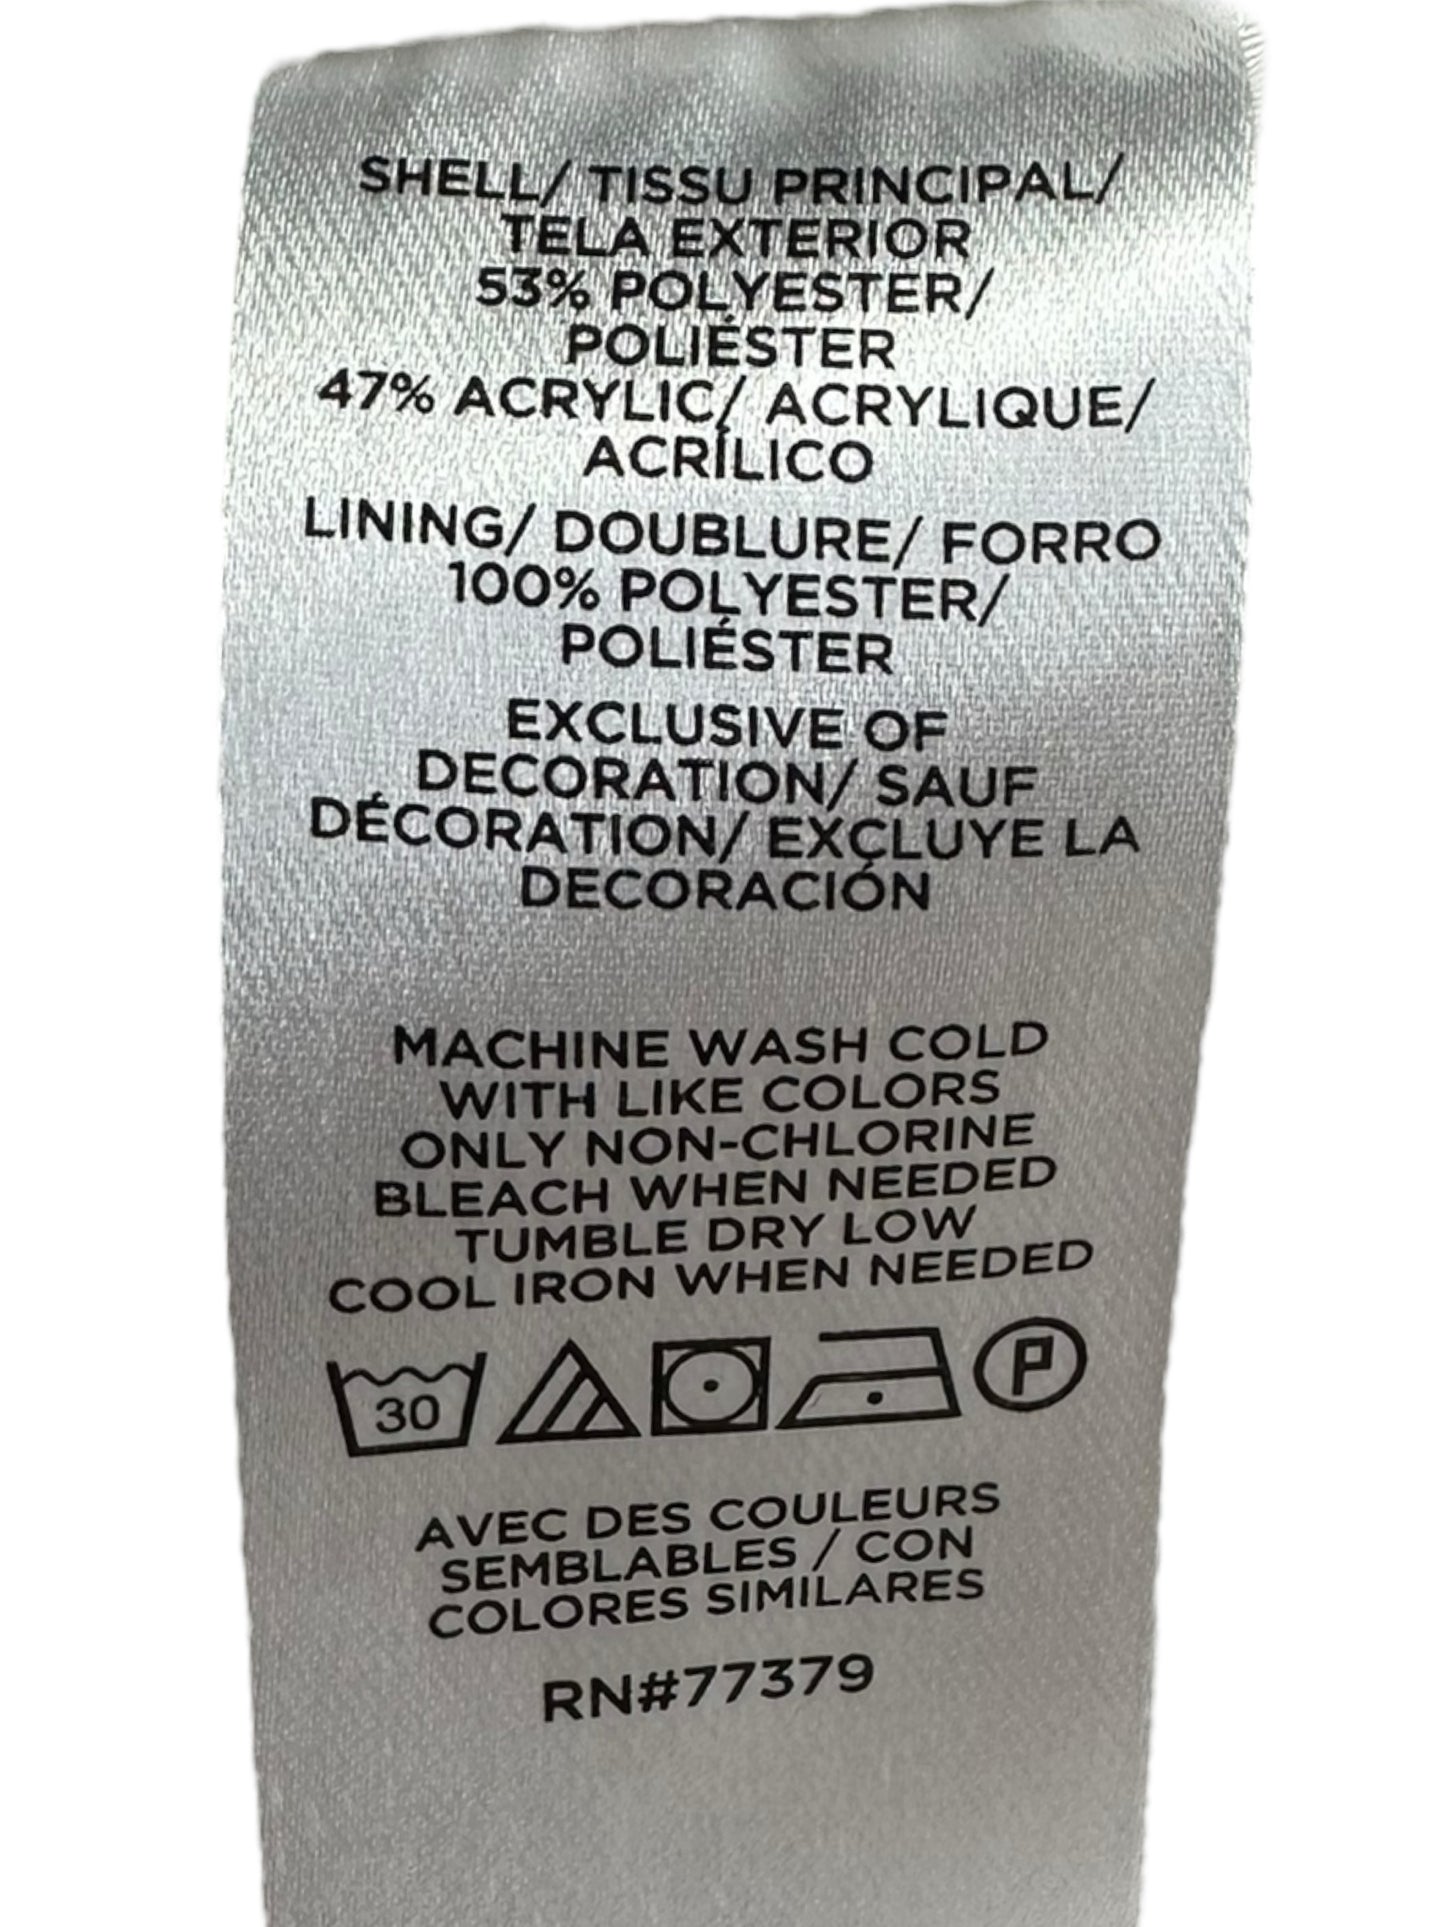 SHELL/ TISSU PRINCIPAL/
TELA EXTERIOR
53% POLYESTER/
POLIÉSTER
47% ACRYLIC/ ACRYLIQUE/
ACRÍLICO
LINING/ DOUBLURE/ FORRO
100% POLYESTER/
POLIÉSTER
EXCLUSIVE OF
DECORATION/ SAUF
DÉCORATION/ EXCLUYE LA
DECORACIÓN
MACHINE WASH COLD
WITH LIKE COLORS
ONLY NON-CHLORINE
BLEACH WHEN NEEDED
TUMBLE DRY LOW
COOL IRON WHEN NEEDED
30 P
AVEC DES COULEURS
SEMBLABLES / CON
COLORES SIMILARES
RN#77379